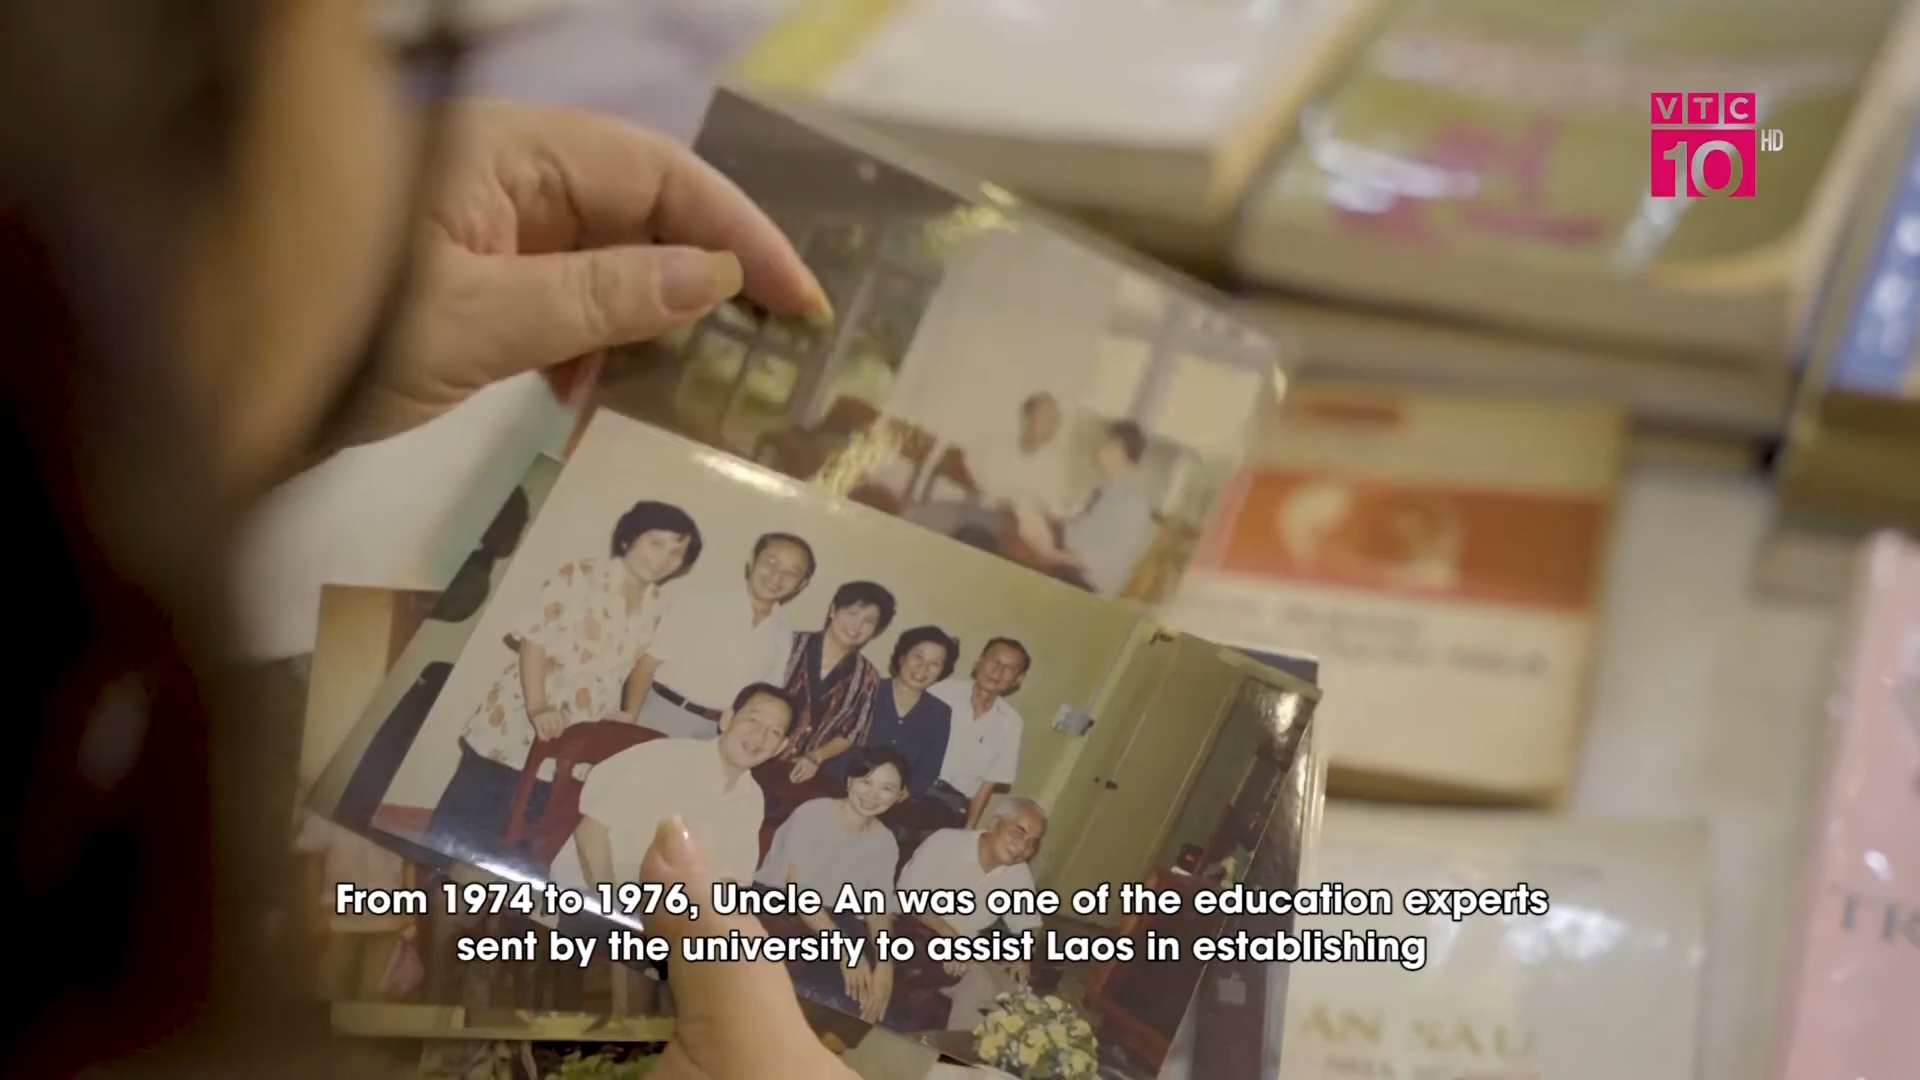 VTC
10 HD
From 1974 to 1976, Uncle An was one of the education experts
sent by the university to assist Laos in establishing